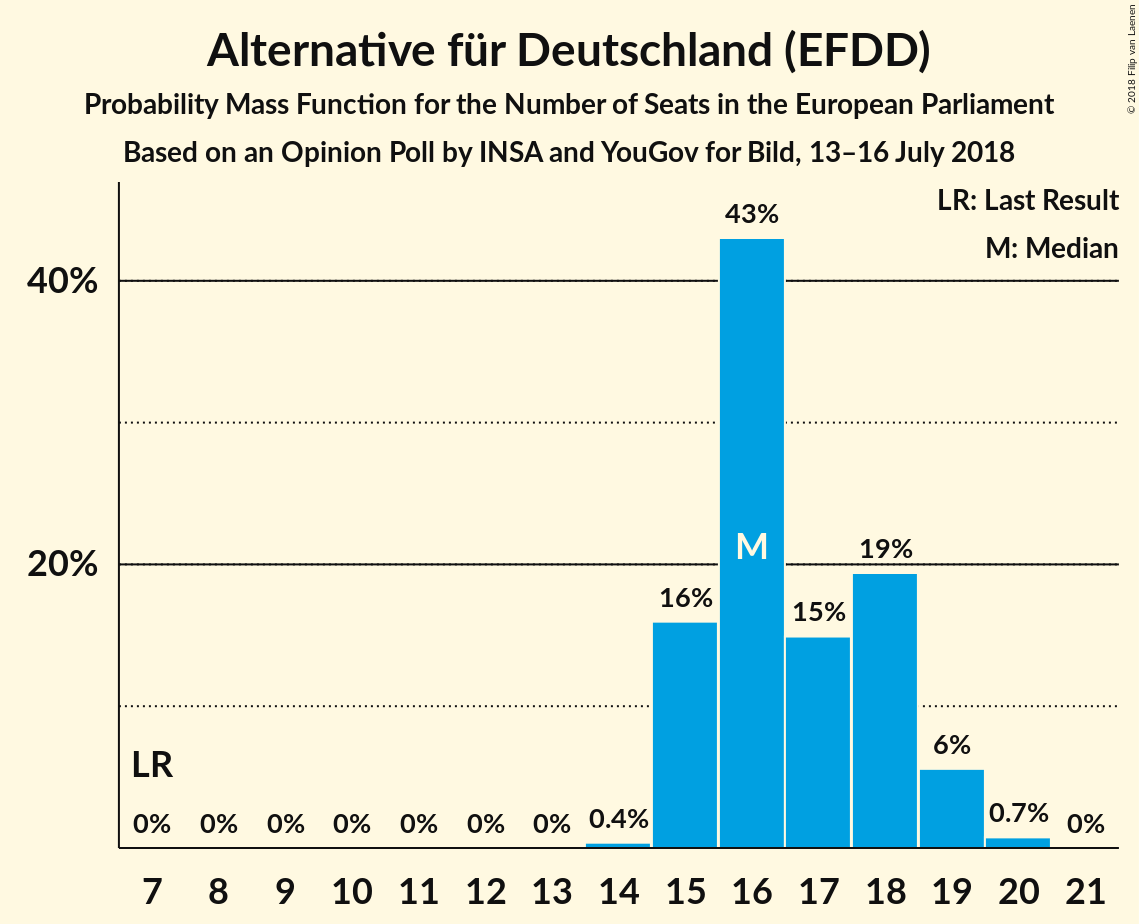 Alternative für Deutschland (EFDD)
Probability Mass Function for the Number of Seats in the European Parliament
Based on an Opinion Poll by INSA and YouGov for Bild, 13–16 July 2018
© 2018 Filip van Laenen
LR: Last Result
M: Median
43%
40%
M
20%
19%
16%
15%
LR
6%
0% 0% 0% 0% 0% 0% 0% 0.4% 0.7% 0%
7 8 9 10 11 12 13 14 15 16 17 18 19 20 21